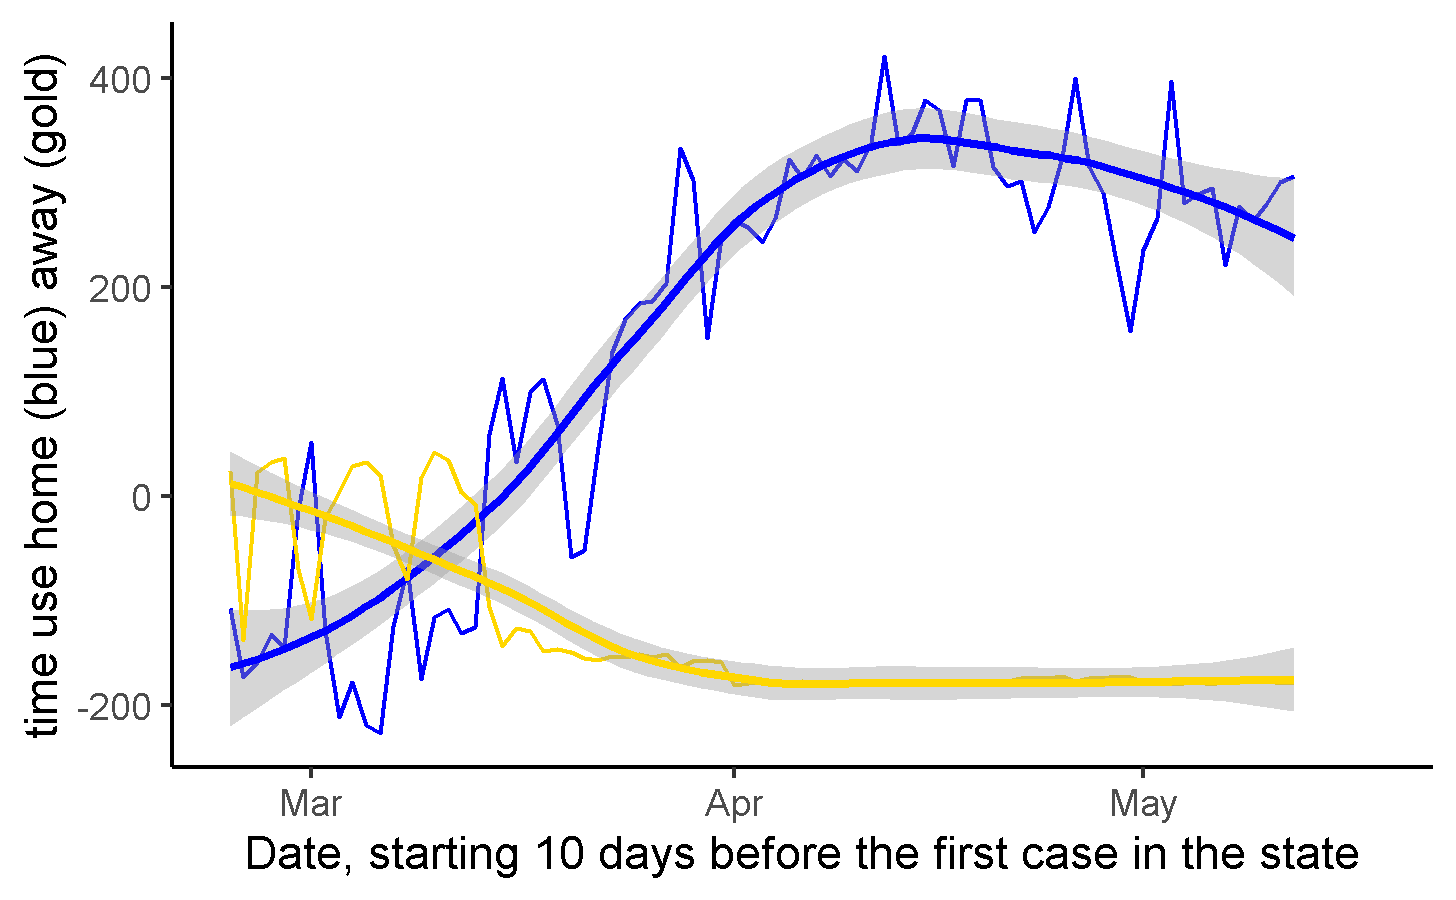 time use home (blue) away (gold)
400
200
0
-200
Mar
Apr
May
Date, starting 10 days before the first case in the state